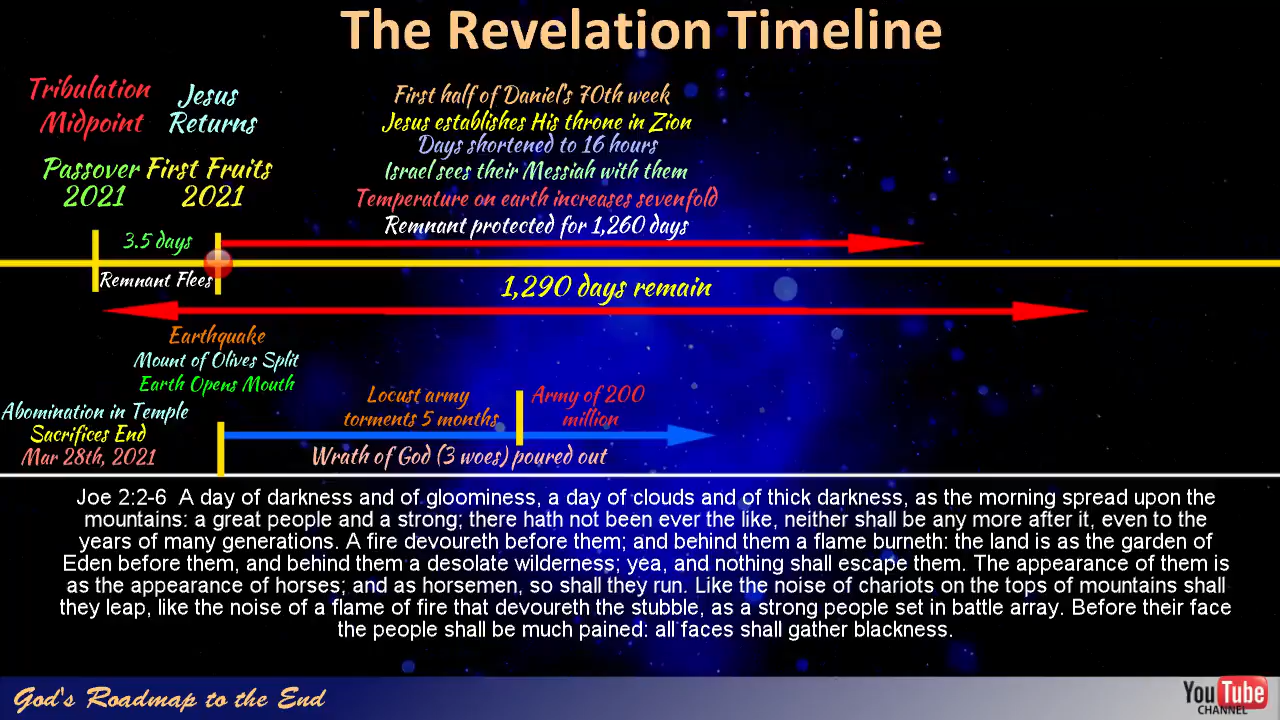 The Revelation Timeline
Tribulation
Midpoint
Jesus
Returns
Passover
2021
First Fruits
2021
First half of Daniel's 70th week
Jesus establishes His throne in Zion
Days shortened to 16 hours
Israel sees their Messiah with them
Temperature on earth increases sevenfold
Remnant protected for 1,260 days
3.5 days
Remnant Flees
1,290 days remain
Earthquake
Mount of Olives Split
Earth Opens Mouth
Abomination in Temple
Sacrifices End
Mar 28th, 2021
Locust army
torments 5 months
Army of 200
million
Wrath of God (3 woes) poured out
Joe 2:2-6 A day of darkness and of gloominess, a day of clouds and of thick darkness, as the morning spread upon the
mountains: a great people and a strong; there hath not been ever the like, neither shall be any more after it, even to the
years of many generations. A fire devoureth before them; and behind them a flame burneth: the land is as the garden of
Eden before them, and behind them a desolate wilderness; yea, and nothing shall escape them. The appearance of them is
as the appearance of horses; and as horsemen, so shall they run. Like the noise of chariots on the tops of mountains shall
they leap, like the noise of a flame of fire that devoureth the stubble, as a strong people set in battle array. Before their face
the people shall be much pained: all faces shall gather blackness.
God's Roadmap to the End
YouTube
CHANNEL